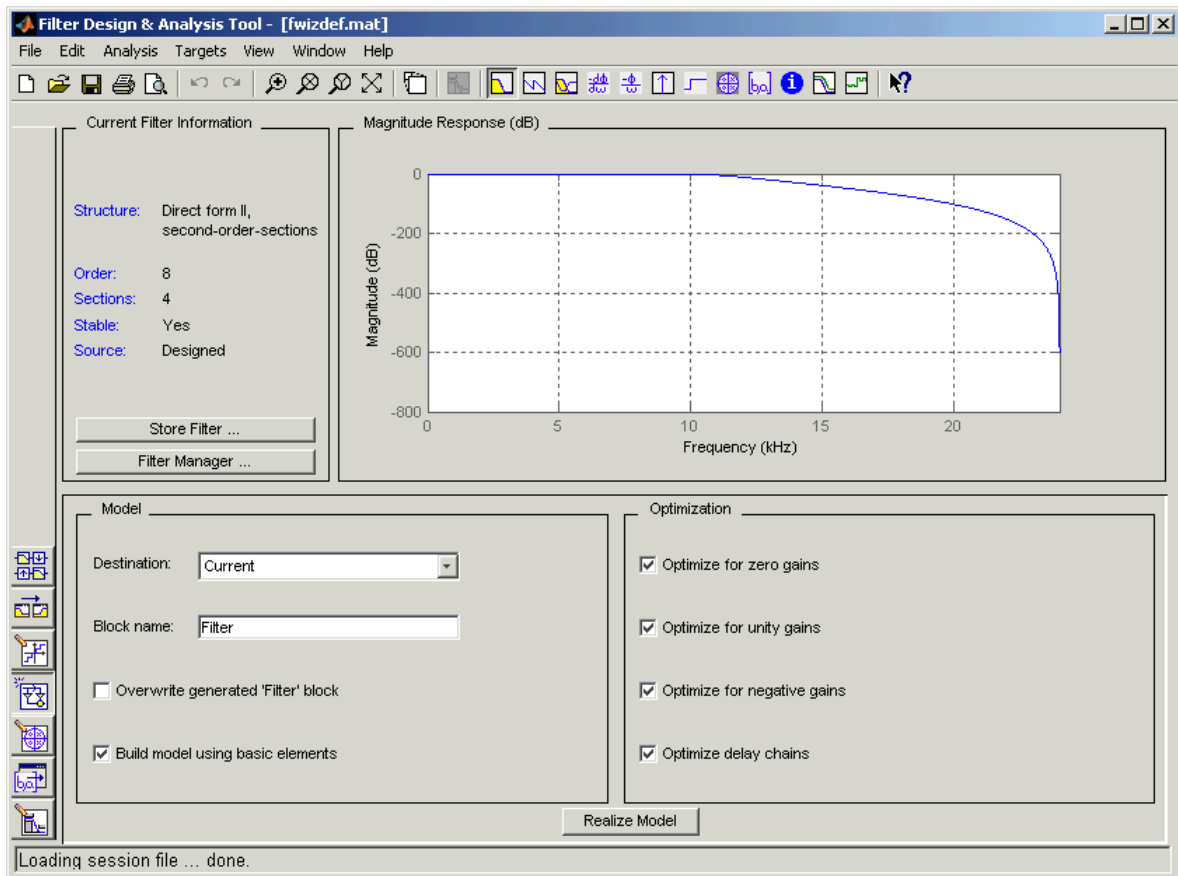 Filter Design & Analysis Tool - [fwizdef.mat]
File Edit Analysis Targets View Window Help
Current Filter Information
Structure: Direct form II,
second-order-sections
Order: 8
Sections: 4
Stable: Yes
Source: Designed
Store Filter ...
Filter Manager ...
Magnitude Response (dB)
Magnitude (dB)
0
-200
-400
-600
-800
0 5 10 15 20
Frequency (kHz)
Model
Destination: Current
Block name: Filter
Overwrite generated 'Filter' block
Build model using basic elements
Optimization
Optimize for zero gains
Optimize for unity gains
Optimize for negative gains
Optimize delay chains
Realize Model
Loading session file ... done.